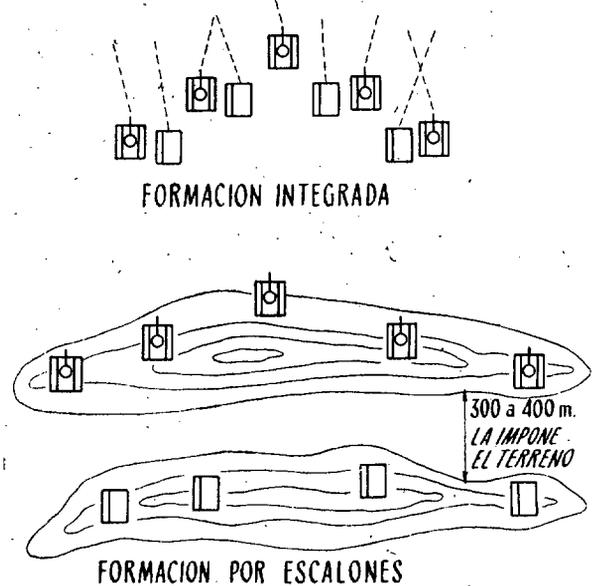 FORMACION INTEGRADA
300 a 400 m.
LA IMPONE
EL TERRENO
FORMACION POR ESCALONES